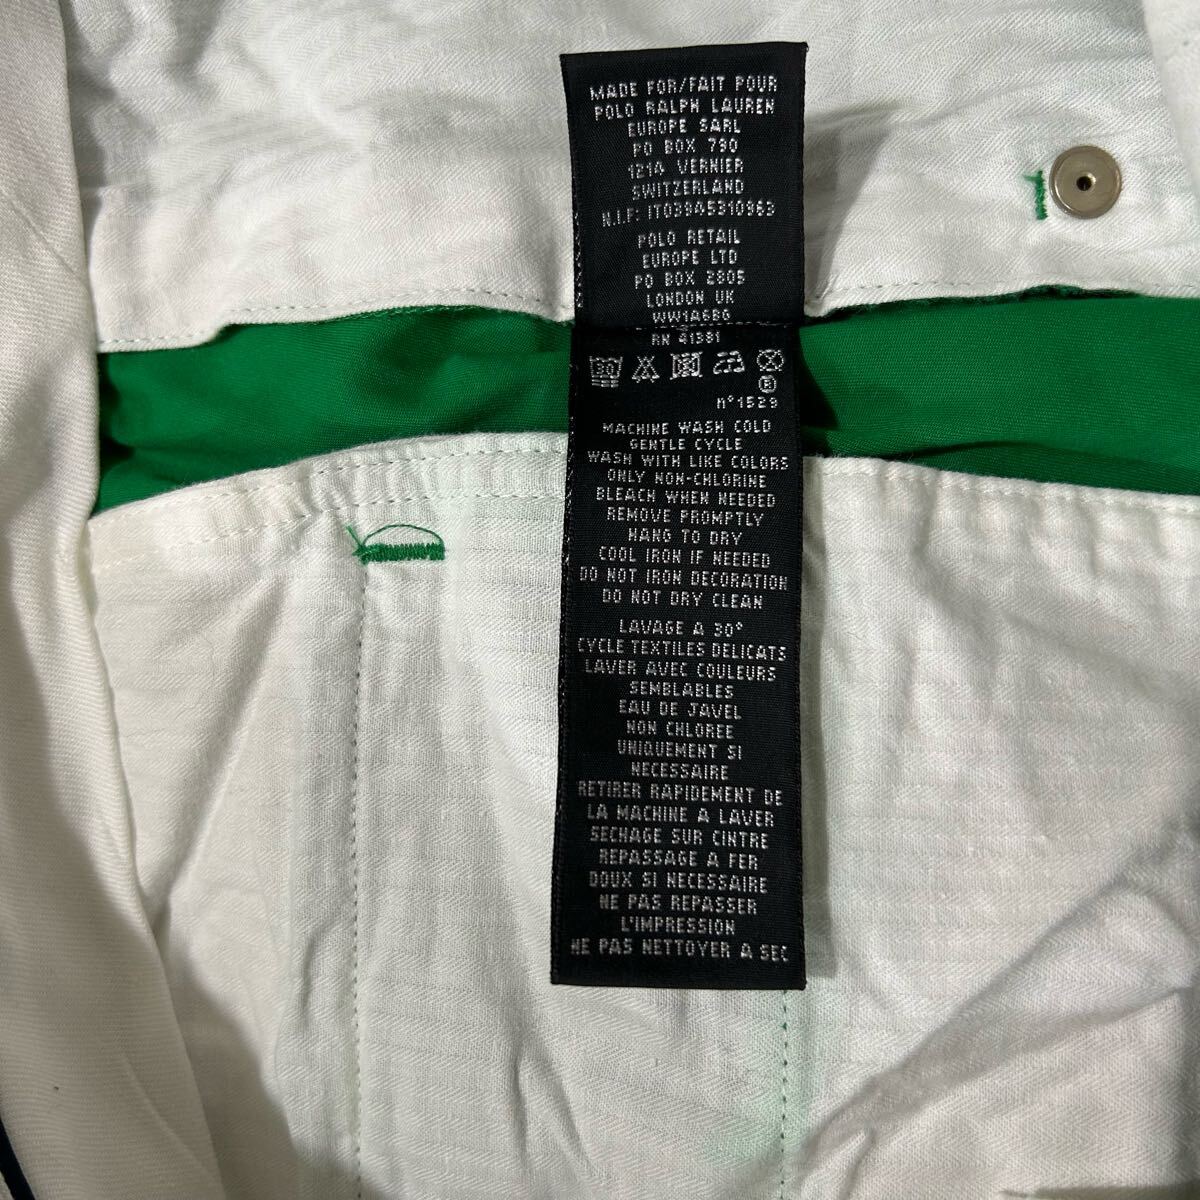 MADE FOR/FAIT POUR
POLO RALPH LAUREN
EUROPE SARL
PO BOX 790
1214 VERNIER
SWITZERLAND
N.I.F: IT03945310963
POLO RETAIL
EUROPE LTD
PO BOX 2805
LONDON UK
WW1A6BG
RN 41381
30
n°1529
MACHINE WASH COLD
GENTLE CYCLE
WASH WITH LIKE COLORS
ONLY NON-CHLORINE
BLEACH WHEN NEEDED
REMOVE PROMPTLY
HANG TO DRY
COOL IRON IF NEEDED
DO NOT IRON DECORATION
DO NOT DRY CLEAN
LAVAGE A 30°
CYCLE TEXTILES DELICATS
LAVER AVEC COULEURS
SEMBLABLES
EAU DE JAVEL
NON CHLOREE
UNIQUEMENT SI
NECESSAIRE
RETIRER RAPIDEMENT DE
LA MACHINE A LAVER
SECHAGE SUR CINTRE
REPASSAGE A FER
DOUX SI NECESSAIRE
NE PAS REPASSER
L'IMPRESSION
NE PAS NETTOYER A SEC